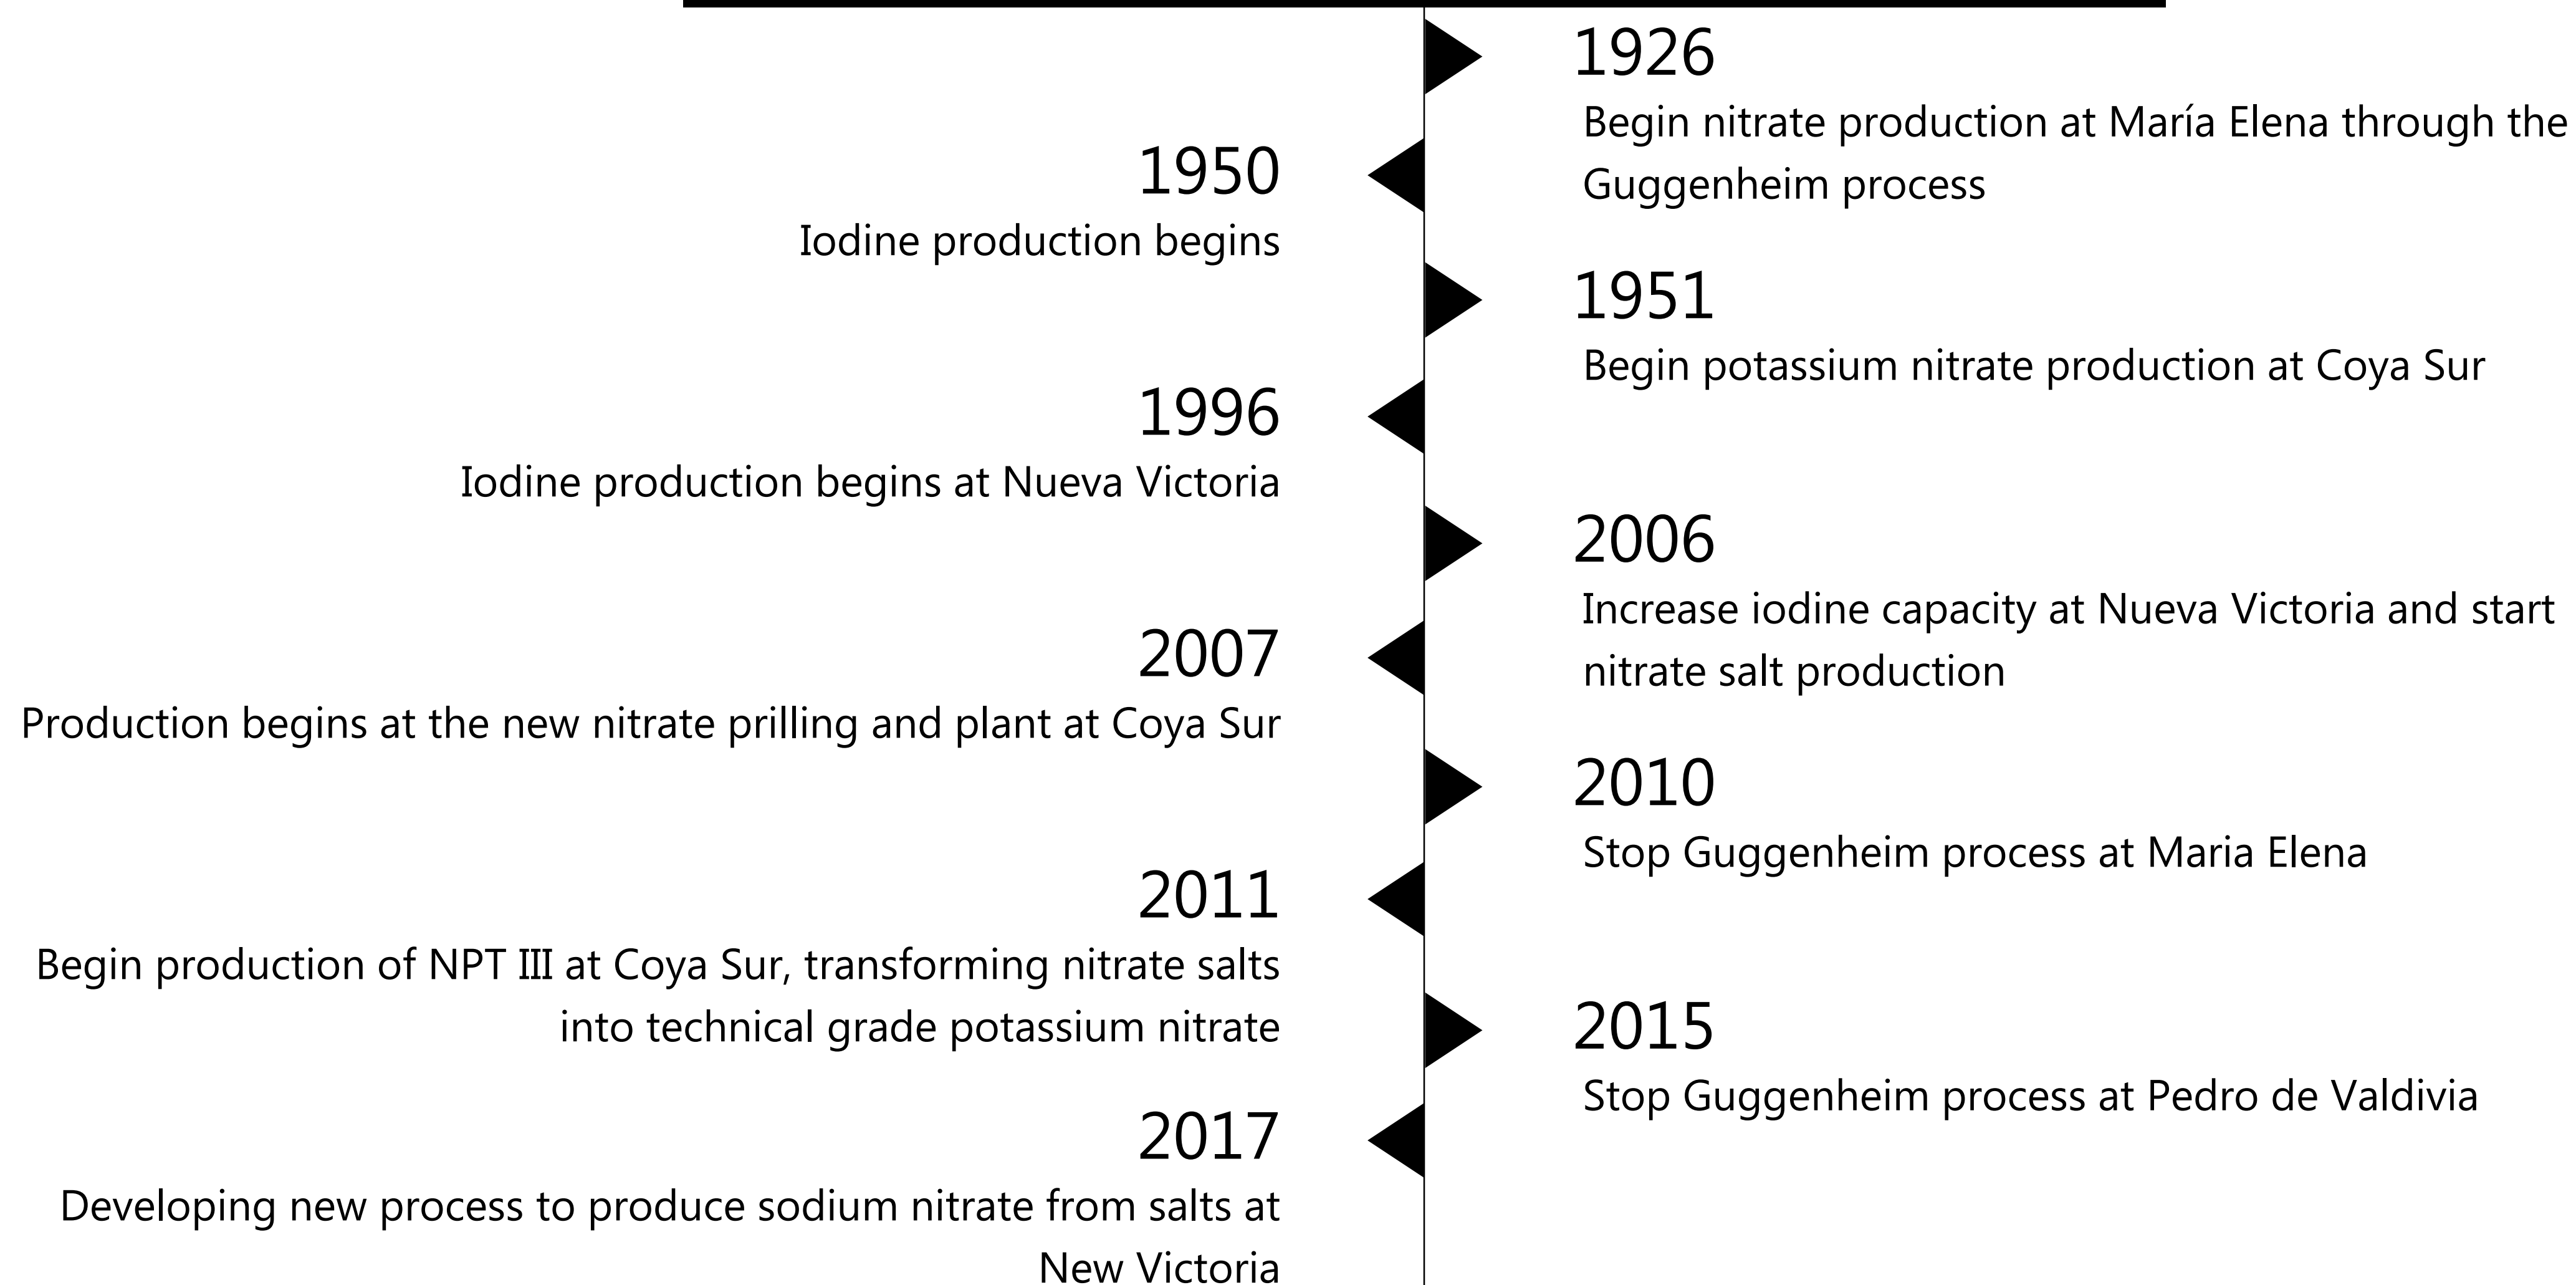 1926
Begin nitrate production at María Elena through the
Guggenheim process
1950
Iodine production begins
1951
Begin potassium nitrate production at Coya Sur
1996
Iodine production begins at Nueva Victoria
2006
Increase iodine capacity at Nueva Victoria and start
nitrate salt production
2007
Production begins at the new nitrate prilling and plant at Coya Sur
2010
Stop Guggenheim process at Maria Elena
2011
Begin production of NPT III at Coya Sur, transforming nitrate salts
into technical grade potassium nitrate
2015
Stop Guggenheim process at Pedro de Valdivia
2017
Developing new process to produce sodium nitrate from salts at
New Victoria